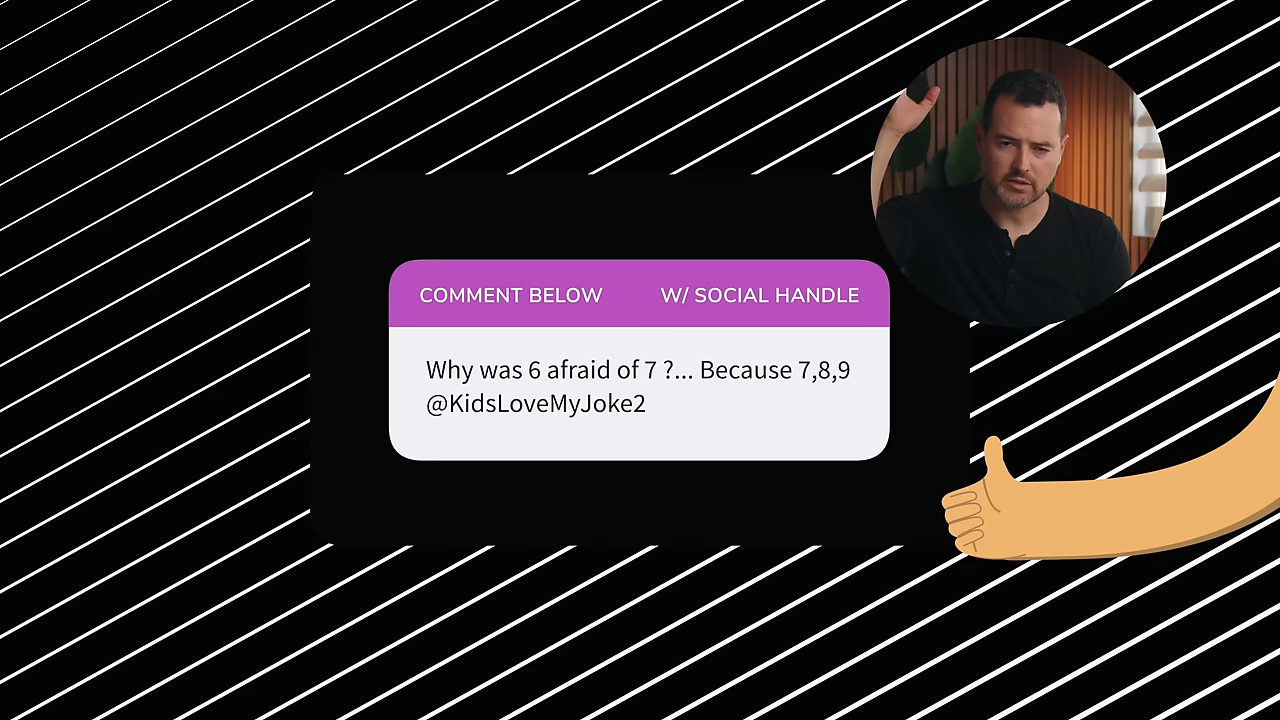 COMMENT BELOW W/ SOCIAL HANDLE
Why was 6 afraid of 7 ?... Because 7,8,9
@KidsLoveMyJoke2